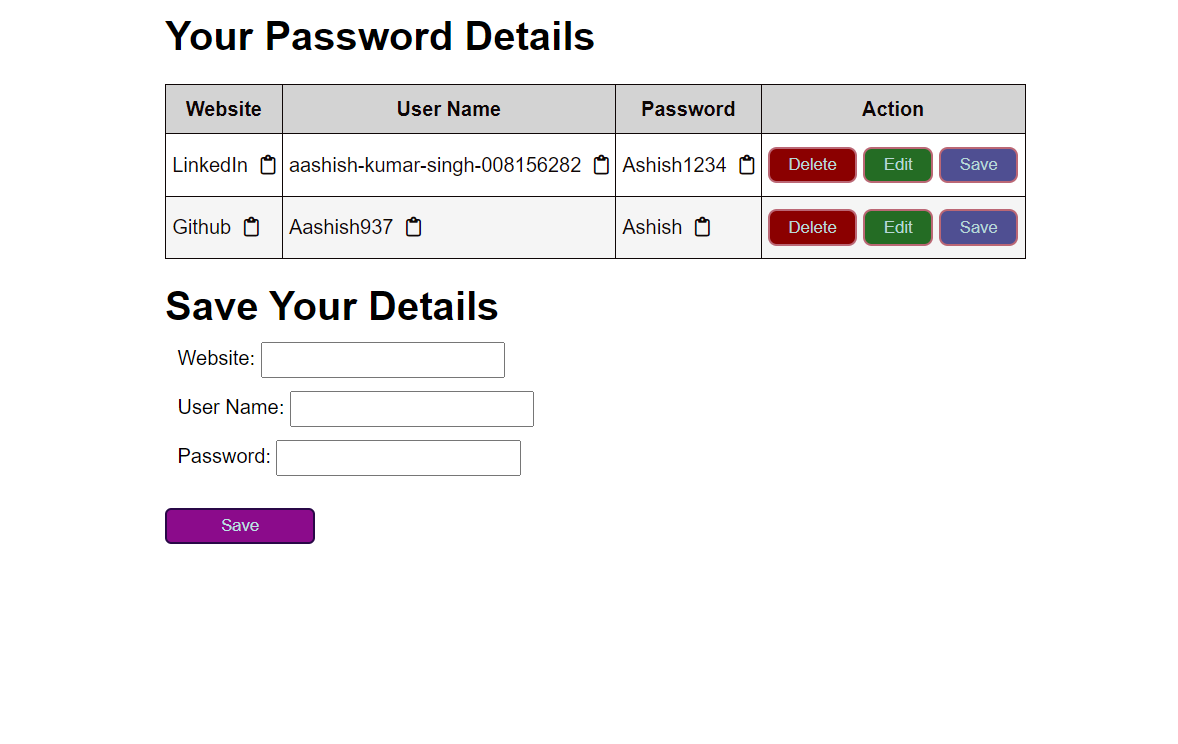 Your Password Details
Website User Name Password Action
LinkedIn aashish-kumar-singh-008156282 Ashish1234 Delete Edit Save
Github Aashish937 Ashish Delete Edit Save
Save Your Details
Website:
User Name:
Password:
Save